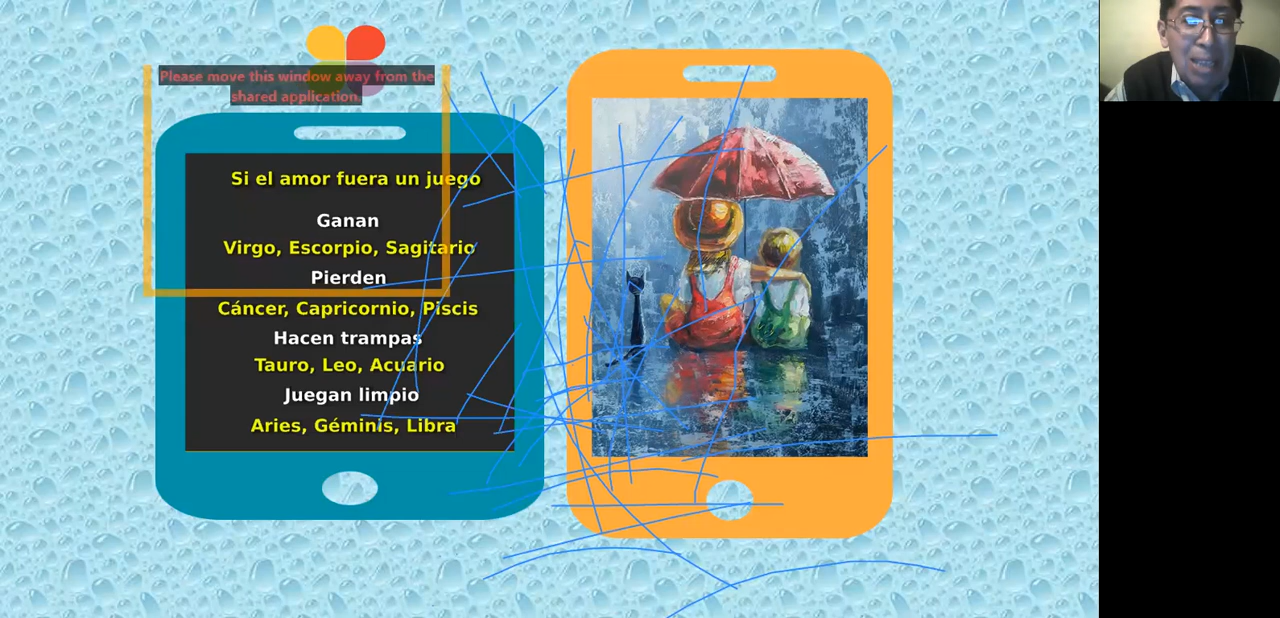 Please move this window away from the
shared application.
Si el amor fuera un juego
Ganan
Virgo, Escorpio, Sagitario
Pierden
Cáncer, Capricornio, Piscis
Hacen trampas
Tauro, Leo, Acuario
Juegan limpio
Aries, Géminis, Libra